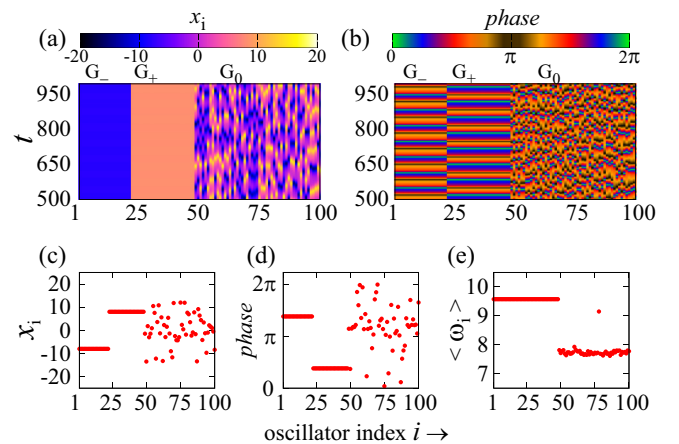 (a) x_i (b) phase
-20 -10 0 10 20 0 π 2π
G_− G_+ G_0 G_− G_+ G_0
t 950 800 650 500 950 800 650 500
1 25 50 75 100 1 25 50 75 100
(c) (d) (e)
x_i 20 10 0 -10 -20 phase 2π π 0 < ω_i > 10 9 8 7
1 25 50 75 100 1 25 50 75 100 1 25 50 75 100
oscillator index i →